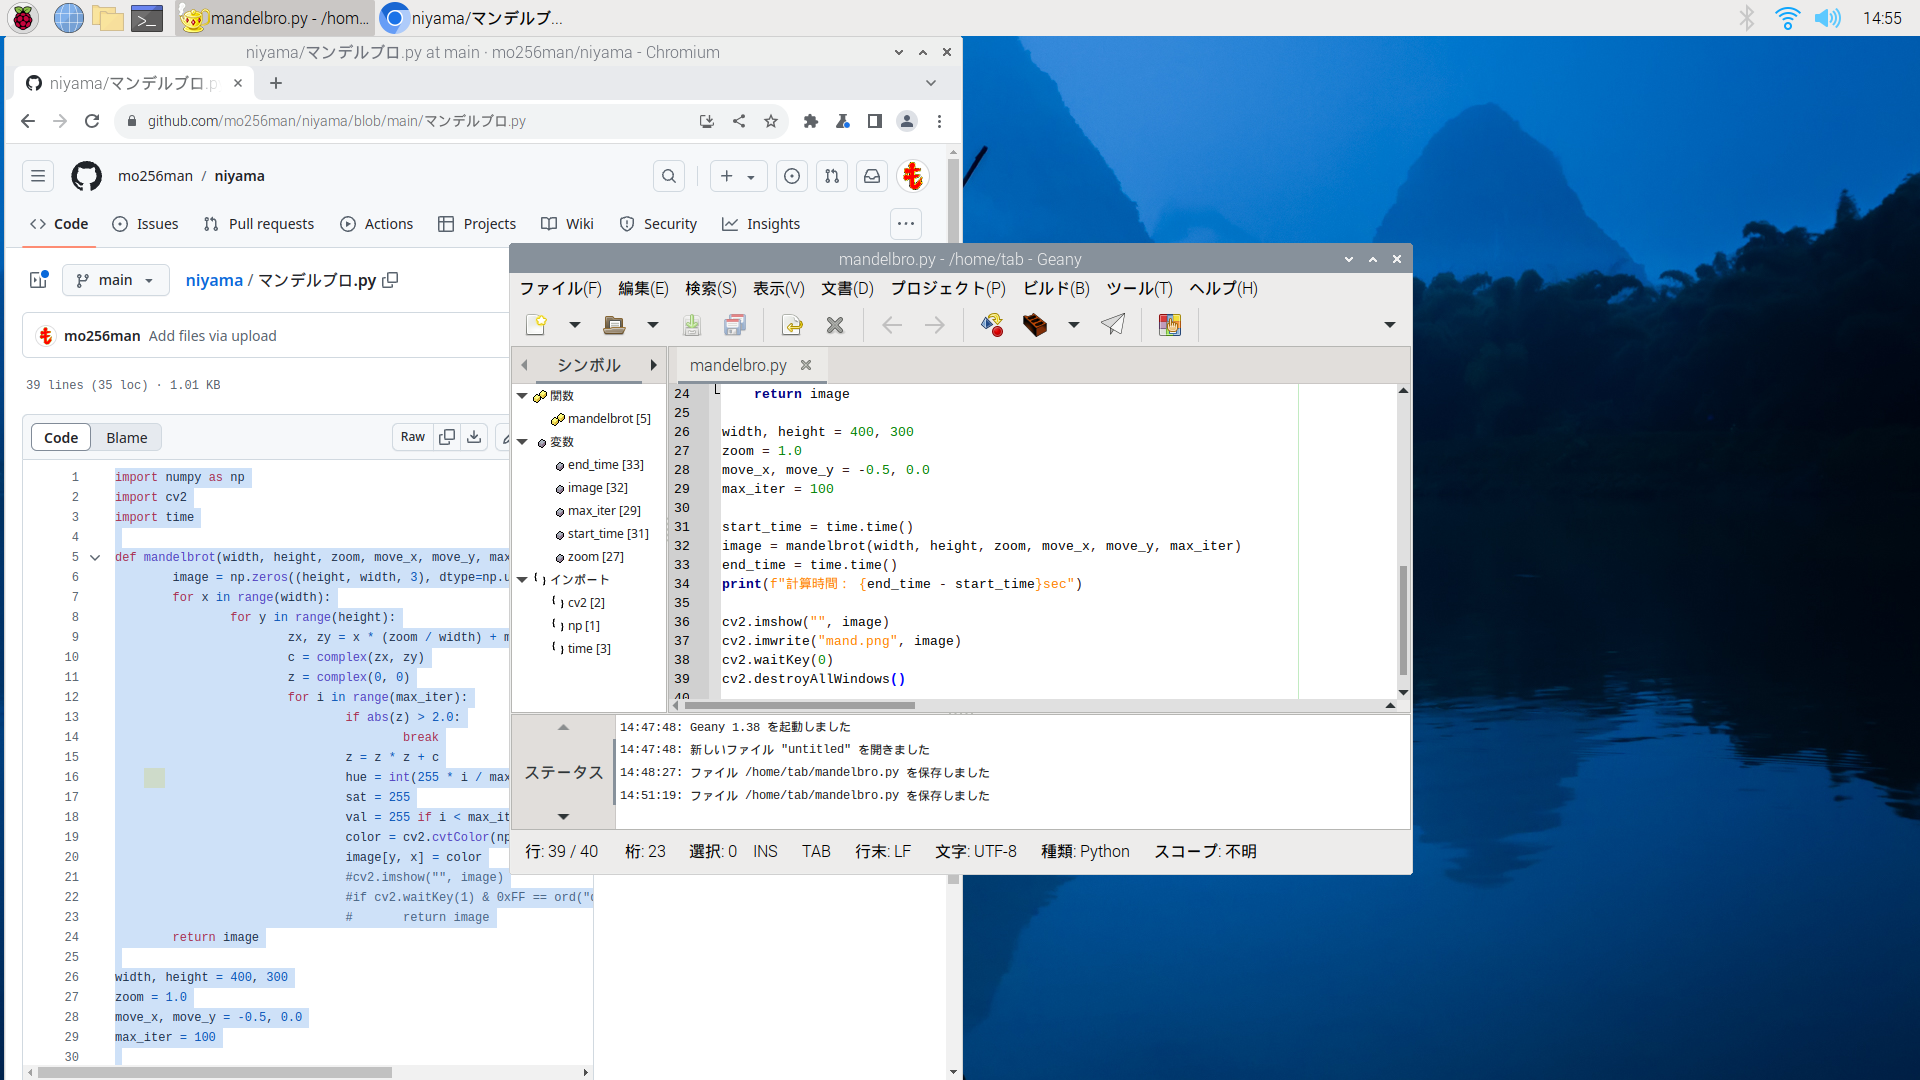 mandelbro.py - /hom...
niyama/マンデルブ...
14:55
niyama/マンデルブロ.py at main · mo256man/niyama - Chromium
niyama/マンデルブロ.p
github.com/mo256man/niyama/blob/main/マンデルブロ.py
mo256man / niyama
も
Code
Issues
Pull requests
Actions
Projects
Wiki
Security
Insights
main
niyama / マンデルブロ.py
も mo256man Add files via upload
39 lines (35 loc) · 1.01 KB
Code Blame Raw
1 import numpy as np
2 import cv2
3 import time
4
5 def mandelbrot(width, height, zoom, move_x, move_y, max
6 image = np.zeros((height, width, 3), dtype=np.u
7 for x in range(width):
8 for y in range(height):
9 zx, zy = x * (zoom / width) + m
10 c = complex(zx, zy)
11 z = complex(0, 0)
12 for i in range(max_iter):
13 if abs(z) > 2.0:
14 break
15 z = z * z + c
16 hue = int(255 * i / max
17 sat = 255
18 val = 255 if i < max_it
19 color = cv2.cvtColor(np
20 image[y, x] = color
21 #cv2.imshow("", image)
22 #if cv2.waitKey(1) & 0xFF == ord("q
23 # return image
24 return image
25
26 width, height = 400, 300
27 zoom = 1.0
28 move_x, move_y = -0.5, 0.0
29 max_iter = 100
30
mandelbro.py - /home/tab - Geany
ファイル(F) 編集(E) 検索(S) 表示(V) 文書(D) プロジェクト(P) ビルド(B) ツール(T) ヘルプ(H)
シンボル
関数
mandelbrot [5]
変数
end_time [33]
image [32]
max_iter [29]
start_time [31]
zoom [27]
インポート
cv2 [2]
np [1]
time [3]
mandelbro.py
24 return image
25
26 width, height = 400, 300
27 zoom = 1.0
28 move_x, move_y = -0.5, 0.0
29 max_iter = 100
30
31 start_time = time.time()
32 image = mandelbrot(width, height, zoom, move_x, move_y, max_iter)
33 end_time = time.time()
34 print(f"計算時間： {end_time - start_time}sec")
35
36 cv2.imshow("", image)
37 cv2.imwrite("mand.png", image)
38 cv2.waitKey(0)
39 cv2.destroyAllWindows()
40
ステータス
14:47:48: Geany 1.38 を起動しました
14:47:48: 新しいファイル "untitled" を開きました
14:48:27: ファイル /home/tab/mandelbro.py を保存しました
14:51:19: ファイル /home/tab/mandelbro.py を保存しました
行: 39 / 40 桁: 23 選択: 0 INS TAB 行末: LF 文字: UTF-8 種類: Python スコープ: 不明